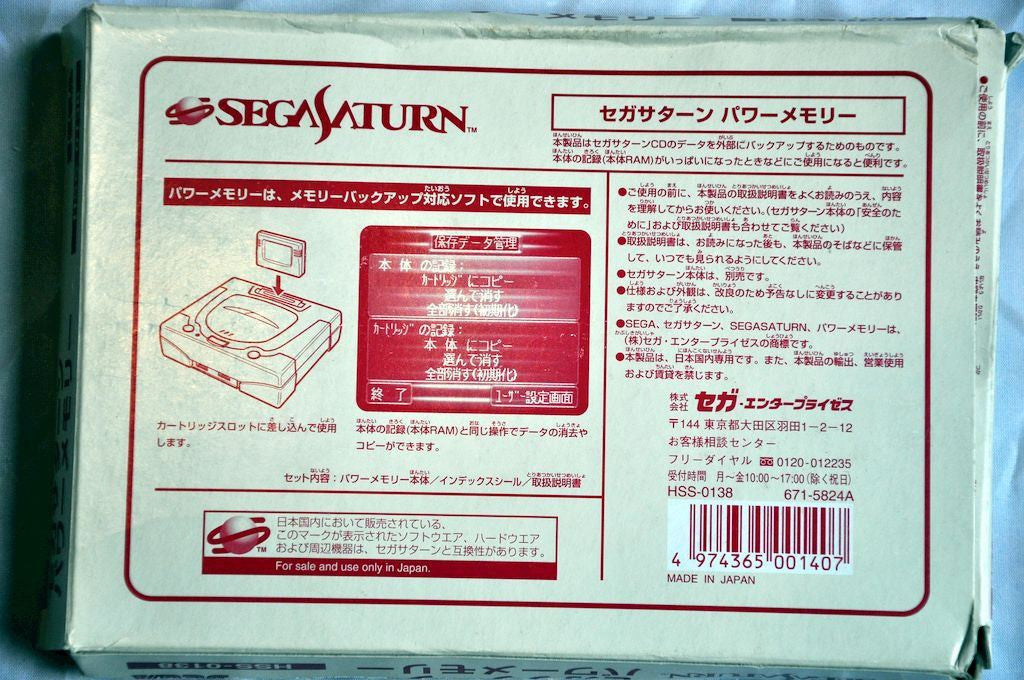 SEGASATURN TM
セガサターン パワーメモリー
本製品はセガサターンCDのデータを外部にバックアップするためのものです。
本体の記録(本体RAM)がいっぱいになったときなどにご使用になると便利です。
パワーメモリーは、メモリーバックアップ対応ソフトで使用できます。
保存データ管理
本体の記録:
カートリッジにコピー
選んで消す
全部消す(初期化)
カートリッジの記録:
本体にコピー
選んで消す
全部消す(初期化)
終了
ユーザー設定画面
カートリッジスロットに差し込んで使用
します。
本体の記録(本体RAM)と同じ操作でデータの消去や
コピーができます。
セット内容:パワーメモリー本体/インデックスシール/取扱説明書
日本国内において販売されている、
このマークが表示されたソフトウエア、ハードウエア
および周辺機器は、セガサターンと互換性があります。
TM
For sale and use only in Japan.
●ご使用の前に、本製品の取扱説明書をよくお読みのうえ、内容
を理解してからお使いください。(セガサターン本体の「安全のた
めに」および取扱説明書も合わせてご覧ください)
●取扱説明書は、お読みになった後も、本製品のそばなどに保管
して、いつでも見られるようにしてください。
●セガサターン本体は、別売です。
●仕様および外観は、改良のため予告なしに変更することがあり
ますのでご了承ください。
●SEGA、セガサターン、SEGASATURN、パワーメモリーは、
(株)セガ・エンタープライゼスの商標です。
●本製品は、日本国内専用です。また、本製品の輸出、営業使用
および賃貸を禁じます。
株式会社 セガ・エンタープライゼス
〒144 東京都大田区羽田1-2-12
お客様相談センター
フリーダイヤル 0120-012235
受付時間 月〜金10:00〜17:00(除く祝日)
HSS-0138 671-5824A
4 974365 001407
MADE IN JAPAN
HSS-0138
パワーメモリー